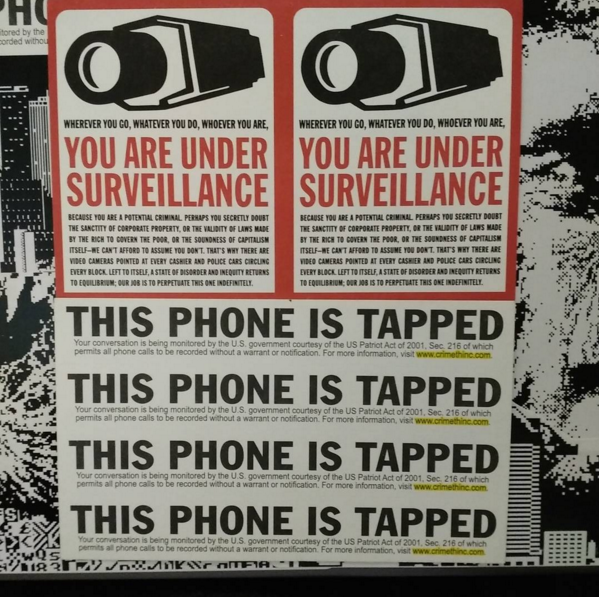 PHO
itored by the
corded withou
WHEREVER YOU GO, WHATEVER YOU DO, WHOEVER YOU ARE,
YOU ARE UNDER
SURVEILLANCE
BECAUSE YOU ARE A POTENTIAL CRIMINAL. PERHAPS YOU SECRETLY DOUBT
THE SANCTITY OF CORPORATE PROPERTY, OR THE VALIDITY OF LAWS MADE
BY THE RICH TO GOVERN THE POOR, OR THE SOUNDNESS OF CAPITALISM
ITSELF—WE CAN'T AFFORD TO ASSUME YOU DON'T. THAT'S WHY THERE ARE
VIDEO CAMERAS POINTED AT EVERY CASHIER AND POLICE CARS CIRCLING
EVERY BLOCK. LEFT TO ITSELF, A STATE OF DISORDER AND INEQUITY RETURNS
TO EQUILIBRIUM; OUR JOB IS TO PERPETUATE THIS ONE INDEFINITELY.
WHEREVER YOU GO, WHATEVER YOU DO, WHOEVER YOU ARE,
YOU ARE UNDER
SURVEILLANCE
BECAUSE YOU ARE A POTENTIAL CRIMINAL. PERHAPS YOU SECRETLY DOUBT
THE SANCTITY OF CORPORATE PROPERTY, OR THE VALIDITY OF LAWS MADE
BY THE RICH TO GOVERN THE POOR, OR THE SOUNDNESS OF CAPITALISM
ITSELF—WE CAN'T AFFORD TO ASSUME YOU DON'T. THAT'S WHY THERE ARE
VIDEO CAMERAS POINTED AT EVERY CASHIER AND POLICE CARS CIRCLING
EVERY BLOCK. LEFT TO ITSELF, A STATE OF DISORDER AND INEQUITY RETURNS
TO EQUILIBRIUM; OUR JOB IS TO PERPETUATE THIS ONE INDEFINITELY.
THIS PHONE IS TAPPED
Your conversation is being monitored by the U.S. government courtesy of the US Patriot Act of 2001, Sec. 216 of which
permits all phone calls to be recorded without a warrant or notification. For more information, visit www.crimethinc.com.
THIS PHONE IS TAPPED
Your conversation is being monitored by the U.S. government courtesy of the US Patriot Act of 2001, Sec. 216 of which
permits all phone calls to be recorded without a warrant or notification. For more information, visit www.crimethinc.com.
THIS PHONE IS TAPPED
Your conversation is being monitored by the U.S. government courtesy of the US Patriot Act of 2001, Sec. 216 of which
permits all phone calls to be recorded without a warrant or notification. For more information, visit www.crimethinc.com.
THIS PHONE IS TAPPED
Your conversation is being monitored by the U.S. government courtesy of the US Patriot Act of 2001, Sec. 216 of which
permits all phone calls to be recorded without a warrant or notification. For more information, visit www.crimethinc.com.